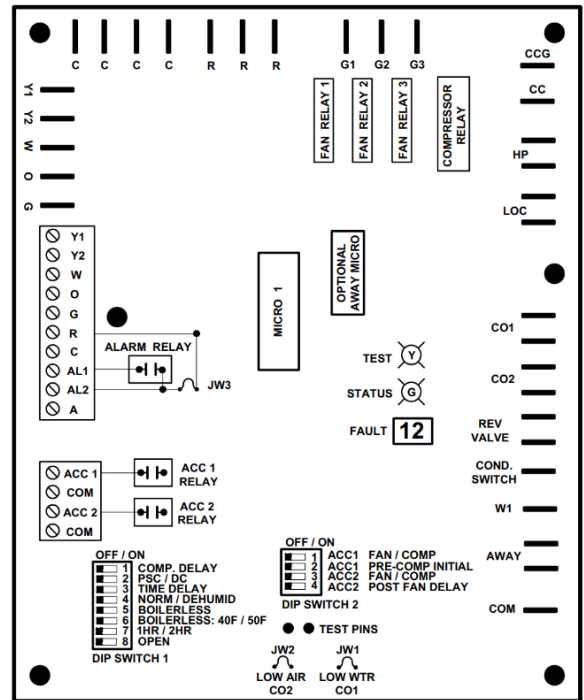 C C C C R R R G1 G2 G3
CCG
CC
HP
LOC
Y1
Y2
W
O
G
FAN RELAY 1
FAN RELAY 2
FAN RELAY 3
COMPRESSOR
RELAY
Y1
Y2
W
O
G
R
C
AL1
AL2
A
ALARM RELAY
JW3
MICRO 1
OPTIONAL
AWAY MICRO
TEST Y
STATUS G
FAULT 12
CO1
CO2
REV
VALVE
COND.
SWITCH
W1
AWAY
COM
ACC 1
COM
ACC 2
COM
ACC 1
RELAY
ACC 2
RELAY
OFF / ON
1 COMP. DELAY
2 PSC / DC
3 TIME DELAY
4 NORM / DEHUMID
5 BOILERLESS
6 BOILERLESS: 40F / 50F
7 1HR / 2HR
8 OPEN
DIP SWITCH 1
OFF / ON
1 ACC1 FAN / COMP
2 ACC1 PRE-COMP INITIAL
3 ACC2 FAN / COMP
4 ACC2 POST FAN DELAY
DIP SWITCH 2
TEST PINS
JW2
LOW AIR
CO2
JW1
LOW WTR
CO1